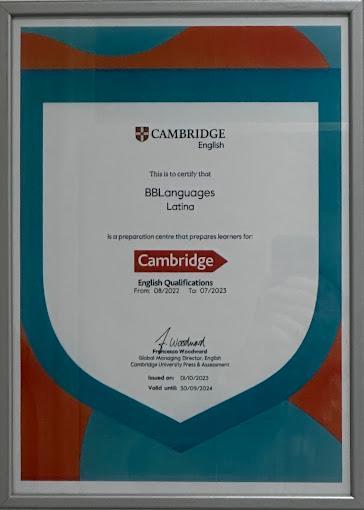 CAMBRIDGE
English
This is to certify that
BBLanguages
Latina
is a preparation centre that prepares learners for:
Cambridge
English Qualifications
From: 08/2022 To: 07/2023
F. Woodward
Francesca Woodward
Global Managing Director, English
Cambridge University Press & Assessment
Issued on: 01/10/2023
Valid until: 30/09/2024